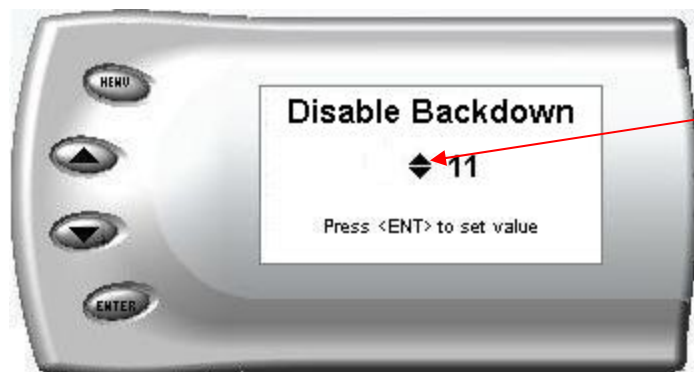 MENU
Disable Backdown
11
Press <ENT> to set value
ENTER